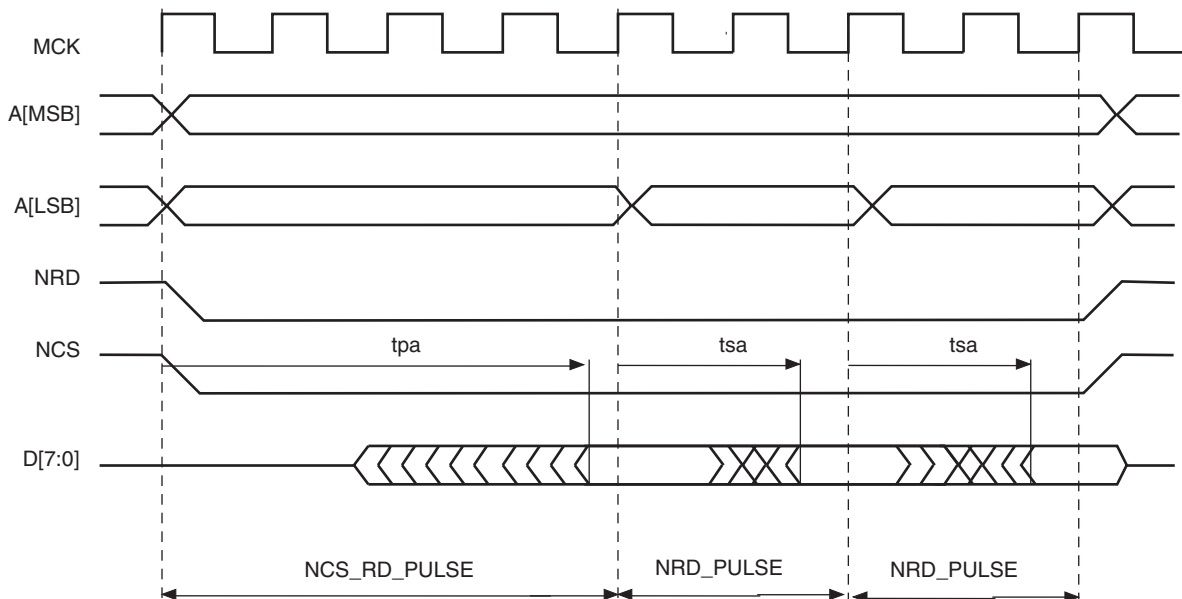 MCK
A[MSB]
A[LSB]
NRD
NCS
tpa
tsa
tsa
D[7:0]
NCS_RD_PULSE
NRD_PULSE
NRD_PULSE